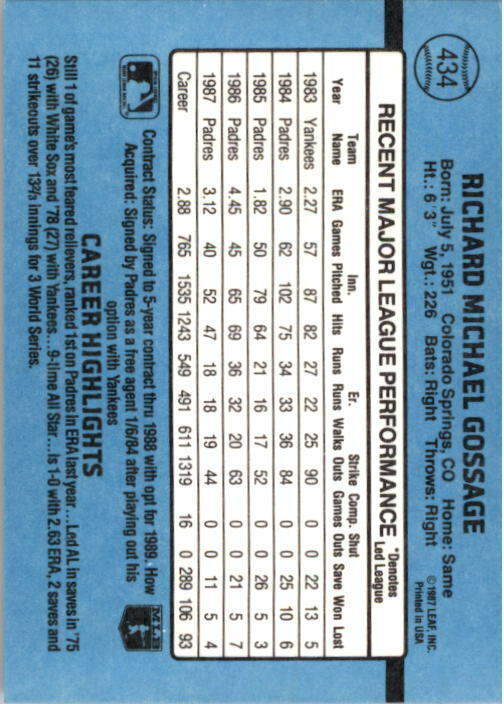 434
RICHARD MICHAEL GOSSAGE
Born: July 5, 1951 Colorado Springs, CO Home: Same
Ht.: 6' 3" Wgt.: 226 Bats: Right Throws: Right
©1987 LEAF, INC.
Printed in USA
RECENT MAJOR LEAGUE PERFORMANCE
*Denotes
Led League
Year Team Name ERA Games Inn. Pitched Hits Runs Er. Runs Walks Strike Outs Comp. Games Shut Outs Save Won Lost
1983 Yankees 2.27 57 87 82 27 22 25 90 0 0 22 13 5
1984 Padres 2.90 62 102 75 34 33 36 84 0 0 25 10 6
1985 Padres 1.82 50 79 64 21 16 17 52 0 0 26 5 3
1986 Padres 4.45 45 65 69 36 32 20 63 0 0 21 5 7
1987 Padres 3.12 40 52 47 18 18 19 44 0 0 11 5 4
Career 2.88 765 1535 1243 549 491 611 1319 16 0 289 106 93
Contract Status: Signed to 5-year contract thru 1988 with opt for 1989. How
Acquired: Signed by Padres as a free agent 1/6/84 after playing out his
option with Yankees
MLB
CAREER HIGHLIGHTS
Still 1 of game's most feared relievers, ranked 1st on Padres in ERA last year...Led AL in saves in '75
(26) with White Sox and '78 (27) with Yankees...9-time All Star...Is 1-0 with 2.63 ERA, 2 saves and
11 strikeouts over 13⅔ innings for 3 World Series.